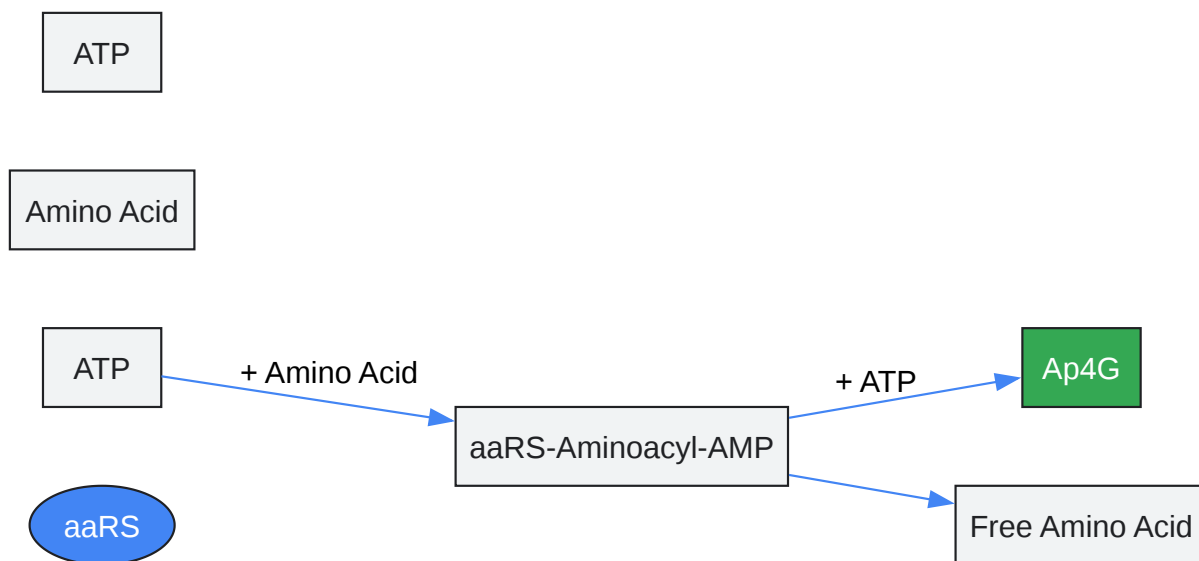 ATP
Amino Acid
ATP
+ Amino Acid
+ ATP
Ap4G
aaRS-Aminoacyl-AMP
aaRS
Free Amino Acid